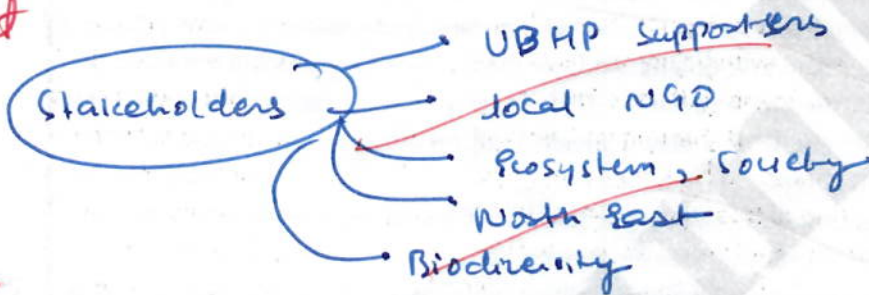 UBHP supporters
Stakeholders
local NGO
Ecosystem, Society
North East
Biodiversity